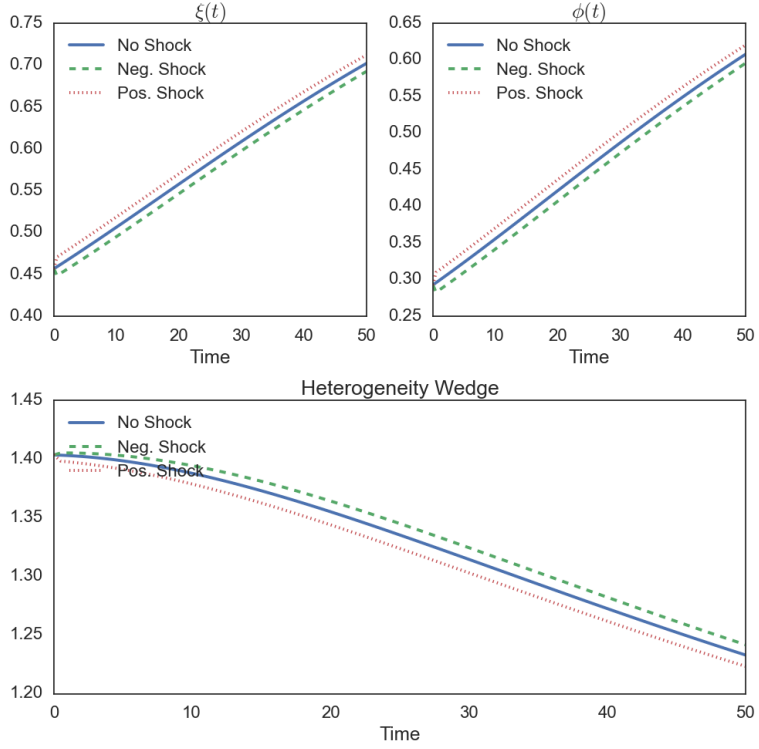 ξ(t)
0.75
0.70
0.65
0.60
0.55
0.50
0.45
0.40
No Shock
Neg. Shock
Pos. Shock
0 10 20 30 40 50
Time
ϕ(t)
0.65
0.60
0.55
0.50
0.45
0.40
0.35
0.30
0.25
No Shock
Neg. Shock
Pos. Shock
0 10 20 30 40 50
Time
Heterogeneity Wedge
1.45
1.40
1.35
1.30
1.25
1.20
No Shock
Neg. Shock
Pos. Shock
0 10 20 30 40 50
Time